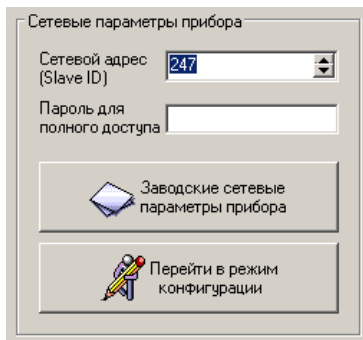 Сетевые параметры прибора
Сетевой адрес
(Slave ID)
247
Пароль для
полного доступа
Заводские сетевые
параметры прибора
Перейти в режим
конфигурации